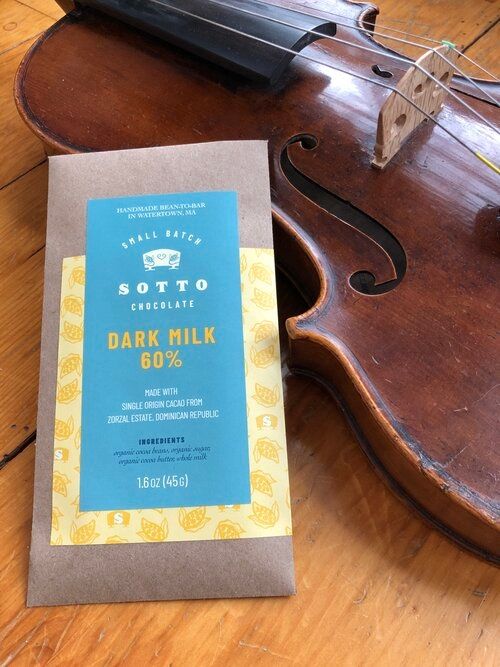 HANDMADE BEAN-TO-BAR
IN WATERTOWN, MA
SMALL BATCH
SOTTO
CHOCOLATE
DARK MILK
60%
MADE WITH
SINGLE ORIGIN CACAO FROM
ZORZAL ESTATE, DOMINICAN REPUBLIC
INGREDIENTS
organic cocoa beans, organic sugar,
organic cocoa butter, whole milk
1.6 oz (45G)
S
S
S